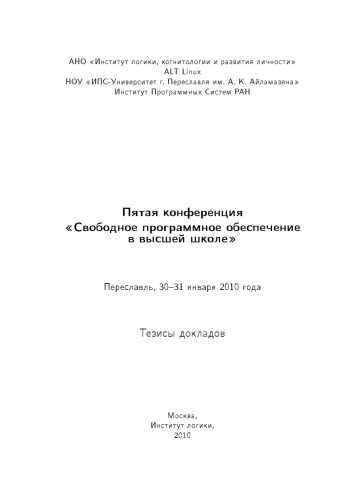 АНО «Институт логики, когнитологии и развития личности»
ALT Linux
НОУ «ИПС-Университет г. Переславля им. А. К. Айламазяна»
Институт Программных Систем РАН
Пятая конференция
«Свободное программное обеспечение
в высшей школе»
Переславль, 30–31 января 2010 года
Тезисы докладов
Москва,
Институт логики,
2010